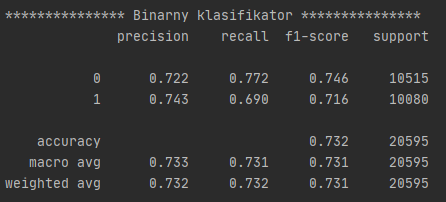 *************** Binarny klasifikator ***************
precision recall f1-score support
0 0.722 0.772 0.746 10515
1 0.743 0.690 0.716 10080
accuracy 0.732 20595
macro avg 0.733 0.731 0.731 20595
weighted avg 0.732 0.732 0.731 20595